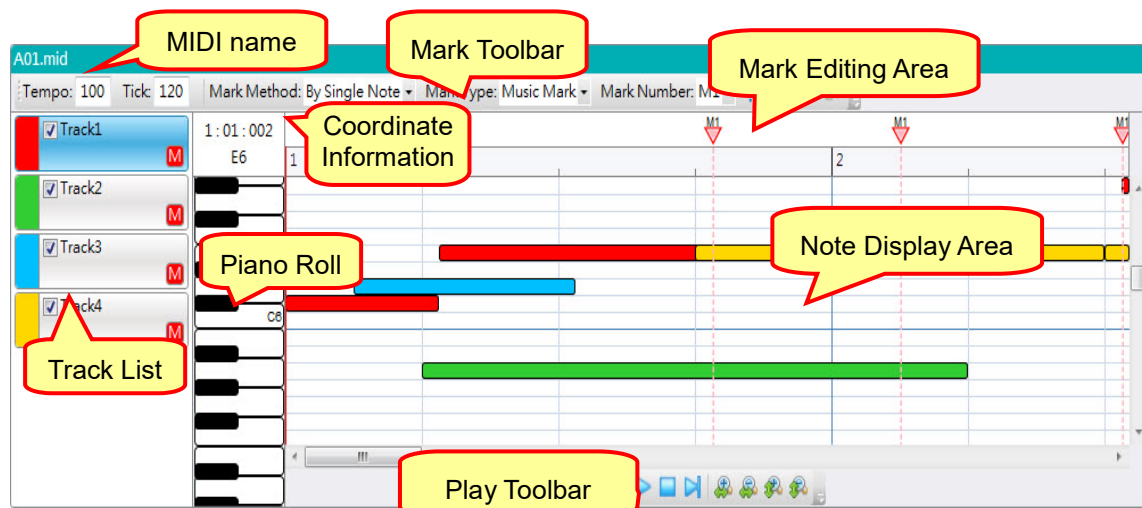 MIDI name
Mark Toolbar
Mark Editing Area
A01.mid
Tempo: 100 Tick: 120 Mark Method: By Single Note Type: Music Mark Mark Number: M1
Track1
M
1:01:002
E6
Coordinate
Information
M1
M1
M1
1
2
Track2
M
Track3
M
Piano Roll
Note Display Area
M
C6
Track List
Play Toolbar